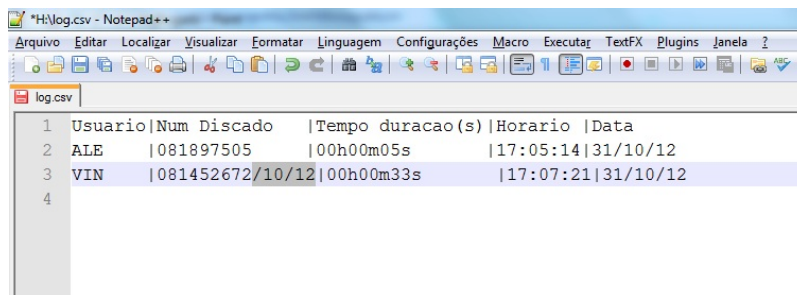 *H:\log.csv - Notepad++
Arquivo Editar Localizar Visualizar Formatar Linguagem Configurações Macro Executar TextFX Plugins Janela ?
log.csv
1 Usuario|Num Discado |Tempo duracao(s)|Horario |Data
2 ALE |081897505 |00h00m05s |17:05:14|31/10/12
3 VIN |081452672/10/12|00h00m33s |17:07:21|31/10/12
4